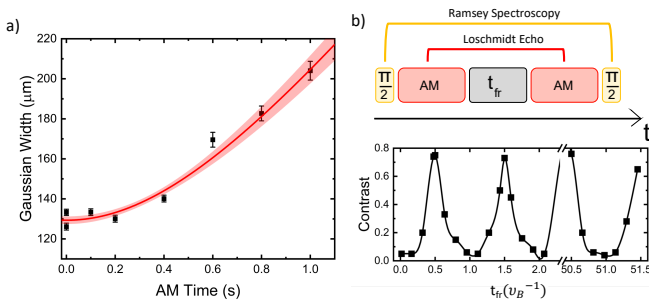 a)
Gaussian Width (μm)
220
200
180
160
140
120
0.0 0.2 0.4 0.6 0.8 1.0
AM Time (s)
b)
Ramsey Spectroscopy
Loschmidt Echo
π/2 AM t_fr AM π/2
t
Contrast
0.8
0.6
0.4
0.2
0.0
0.0 0.5 1.0 1.5 2.0 50.5 51.0 51.5
t_fr(υ_B⁻¹)